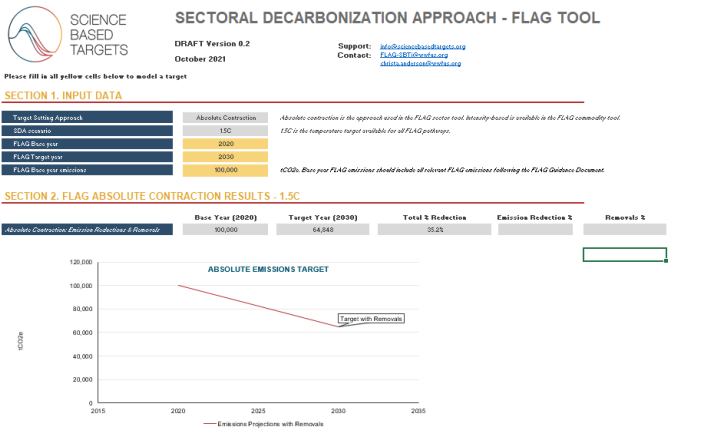 SCIENCE
BASED
TARGETS
SECTORAL DECARBONIZATION APPROACH - FLAG TOOL
DRAFT Version 0.2
October 2021
Support: info@sciencebasedtargets.org
Contact: FLAG-SBTi@wwfus.org
christa.anderson@wwfus.org
Please fill in all yellow cells below to model a target
SECTION 1. INPUT DATA
Target Setting Approach Absolute Contraction Absolute contraction is the approach used in the FLAG sector tool. Intensity-based is available in the FLAG commodity tool.
SDA scenario 1.5C 1.5C is the temperature target available for all FLAG pathways.
FLAG Base year 2020
FLAG Target year 2030
FLAG Base year emissions 100,000 tCO2e. Base year FLAG emissions should include all relevant FLAG emissions following the FLAG Guidance Document.
SECTION 2. FLAG ABSOLUTE CONTRACTION RESULTS - 1.5C
Base Year (2020) Target Year (2030) Total % Reduction Emission Reduction % Removals %
Absolute Contraction: Emission Reductions & Removals 100,000 64,848 35.2%
ABSOLUTE EMISSIONS TARGET
120,000
100,000
80,000
60,000
40,000
20,000
0
tCO2e
Target with Removals
2015 2020 2025 2030 2035
Emissions Projections with Removals